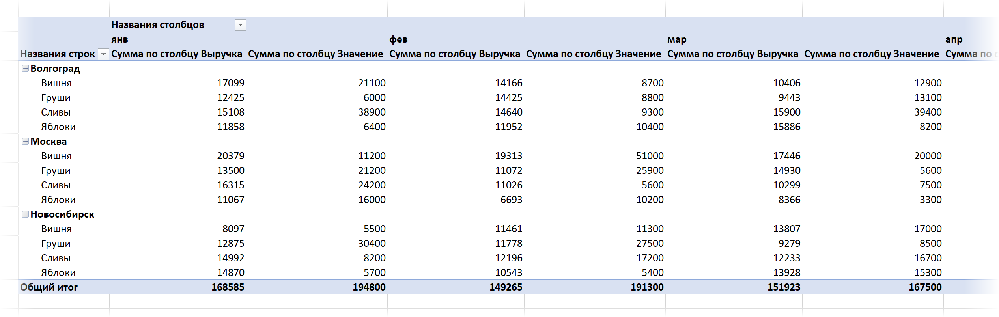 Названия столбцов
янв фев мар апр
Названия строк Сумма по столбцу Выручка Сумма по столбцу Значение Сумма по столбцу Выручка Сумма по столбцу Значение Сумма по столбцу Выручка Сумма по столбцу Значение Сумма по
Волгоград
Вишня 17099 21100 14166 8700 10406 12900
Груши 12425 6000 14425 8800 9443 13100
Сливы 15108 38900 14640 9300 15900 39400
Яблоки 11858 6400 11952 10400 15886 8200
Москва
Вишня 20379 11200 19313 51000 17446 20000
Груши 13500 21200 11072 25900 14930 5600
Сливы 16315 24200 11026 5600 10299 7500
Яблоки 11067 16000 6693 10200 8366 3300
Новосибирск
Вишня 8097 5500 11461 11300 13807 17000
Груши 12875 30400 11778 27500 9279 8500
Сливы 14992 8200 12196 17200 12233 16700
Яблоки 14870 5700 10543 5400 13928 15300
Общий итог 168585 194800 149265 191300 151923 167500